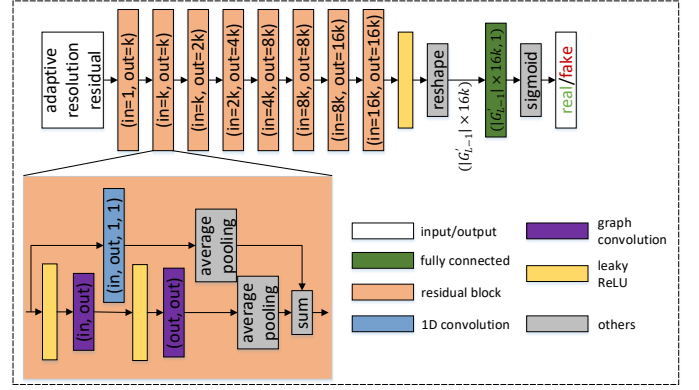 adaptive
resolution
residual
(in=1, out=k)
(in=k, out=k)
(in=k, out=2k)
(in=2k, out=4k)
(in=4k, out=8k)
(in=8k, out=8k)
(in=8k, out=16k)
(in=16k, out=16k)
reshape
(|G′_{L−1}| × 16k)
(|G′_{L−1}| × 16k, 1)
sigmoid
real/fake
(in, out)
(in, out, 1, 1)
(out, out)
average
pooling
average
pooling
sum
input/output
fully connected
residual block
1D convolution
graph
convolution
leaky
ReLU
others